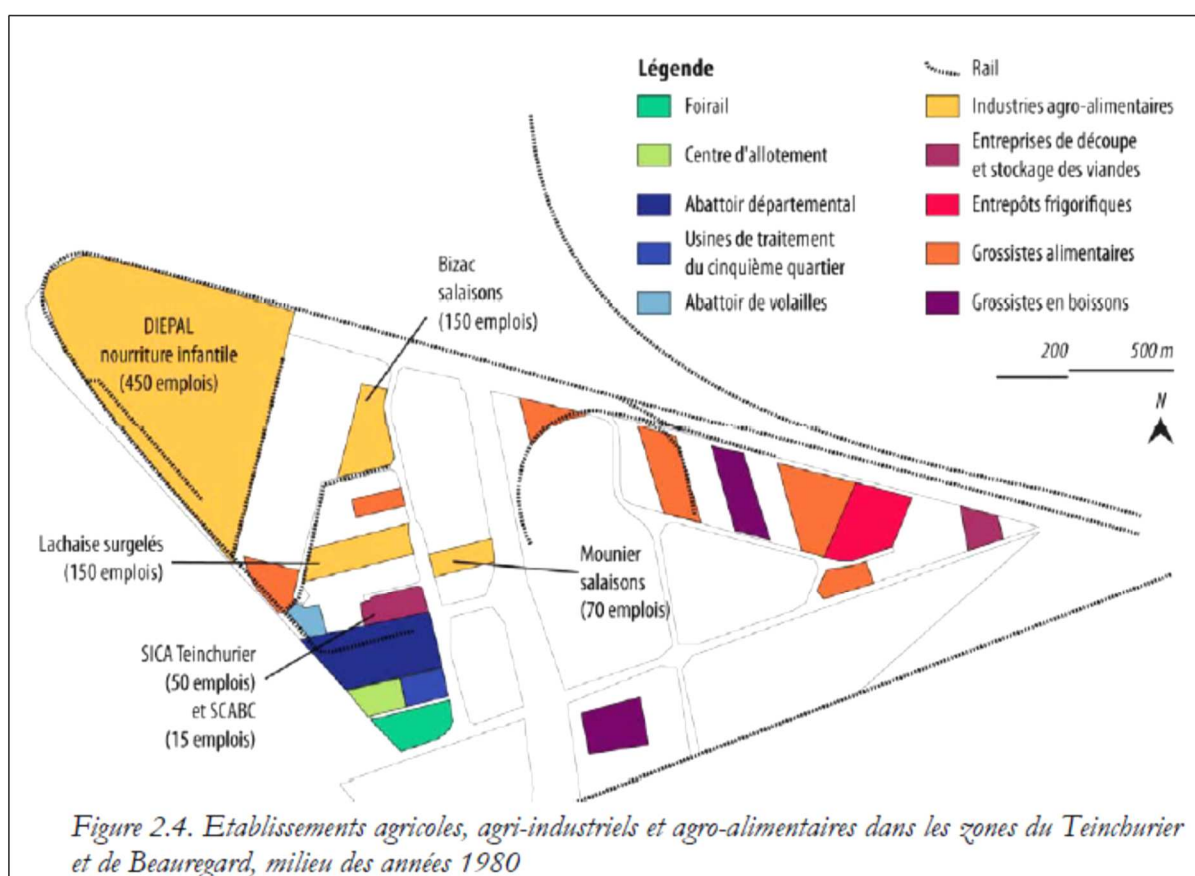 Légende
Foirail
Centre d'allotement
Abattoir départemental
Usines de traitement
du cinquième quartier
Abattoir de volailles
Rail
Industries agro-alimentaires
Entreprises de découpe
et stockage des viandes
Entrepôts frigorifiques
Grossistes alimentaires
Grossistes en boissons
200
500 m
N
Bizac
salaisons
(150 emplois)
DIEPAL
nourriture infantile
(450 emplois)
Lachaise surgelés
(150 emplois)
Mounier
salaisons
(70 emplois)
SICA Teinchurier
(50 emplois)
et SCABC
(15 emplois)
Figure 2.4. Etablissements agricoles, agri-industriels et agro-alimentaires dans les zones du Teinchurier
et de Beauregard, milieu des années 1980